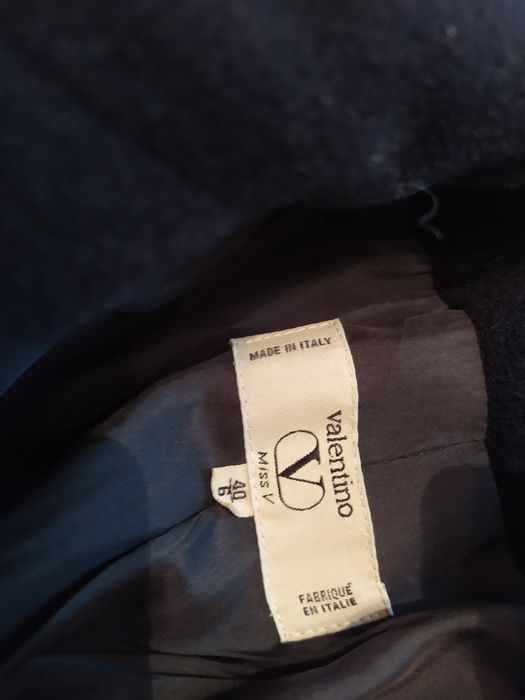 MADE IN ITALY
valentino
V
Miss V
40
6
FABRIQUÉ
EN ITALIE